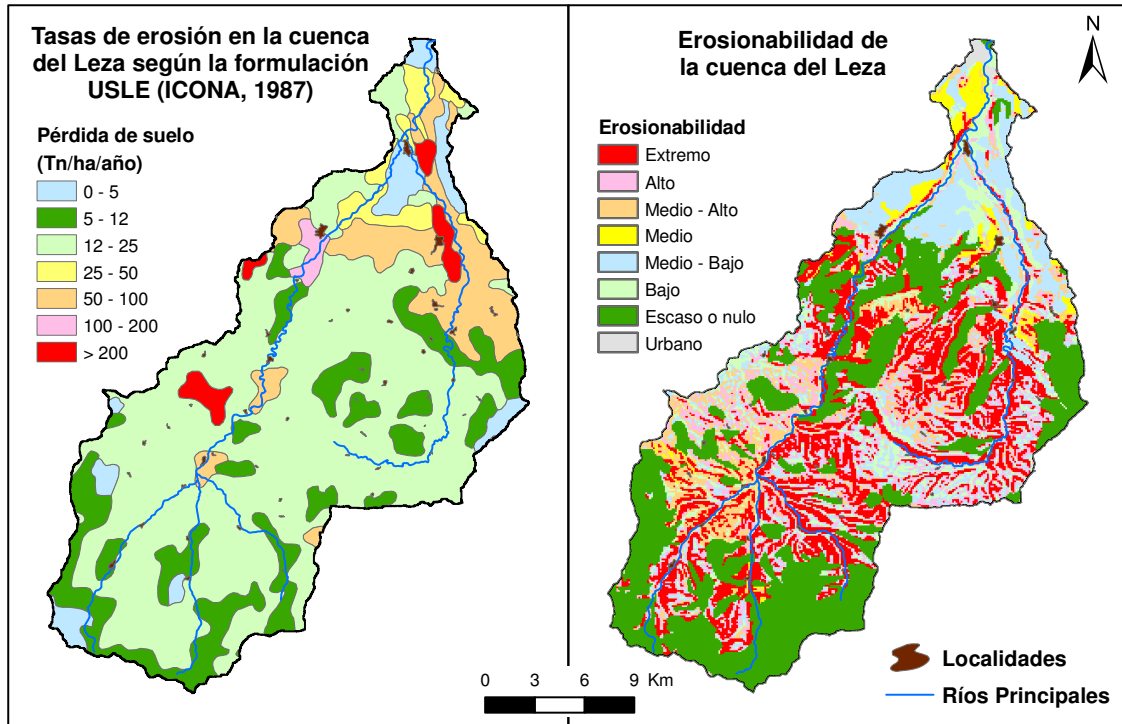 Tasas de erosión en la cuenca
del Leza según la formulación
USLE (ICONA, 1987)
Pérdida de suelo
(Tn/ha/año)
0 - 5
5 - 12
12 - 25
25 - 50
50 - 100
100 - 200
> 200
Erosionabilidad de
la cuenca del Leza
N
Erosionabilidad
Extremo
Alto
Medio - Alto
Medio
Medio - Bajo
Bajo
Escaso o nulo
Urbano
0 3 6 9 Km
Localidades
Ríos Principales